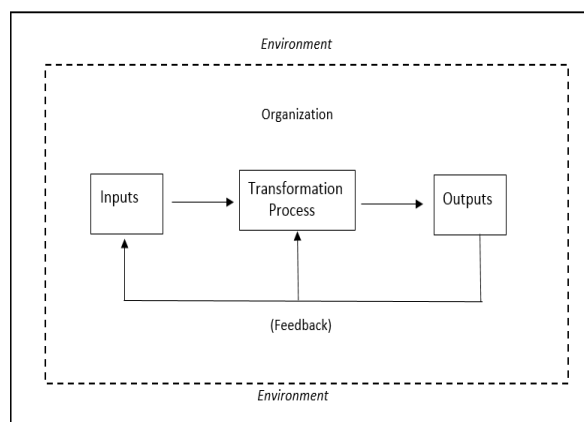 Environment
Organization
Inputs
Transformation
Process
Outputs
(Feedback)
Environment